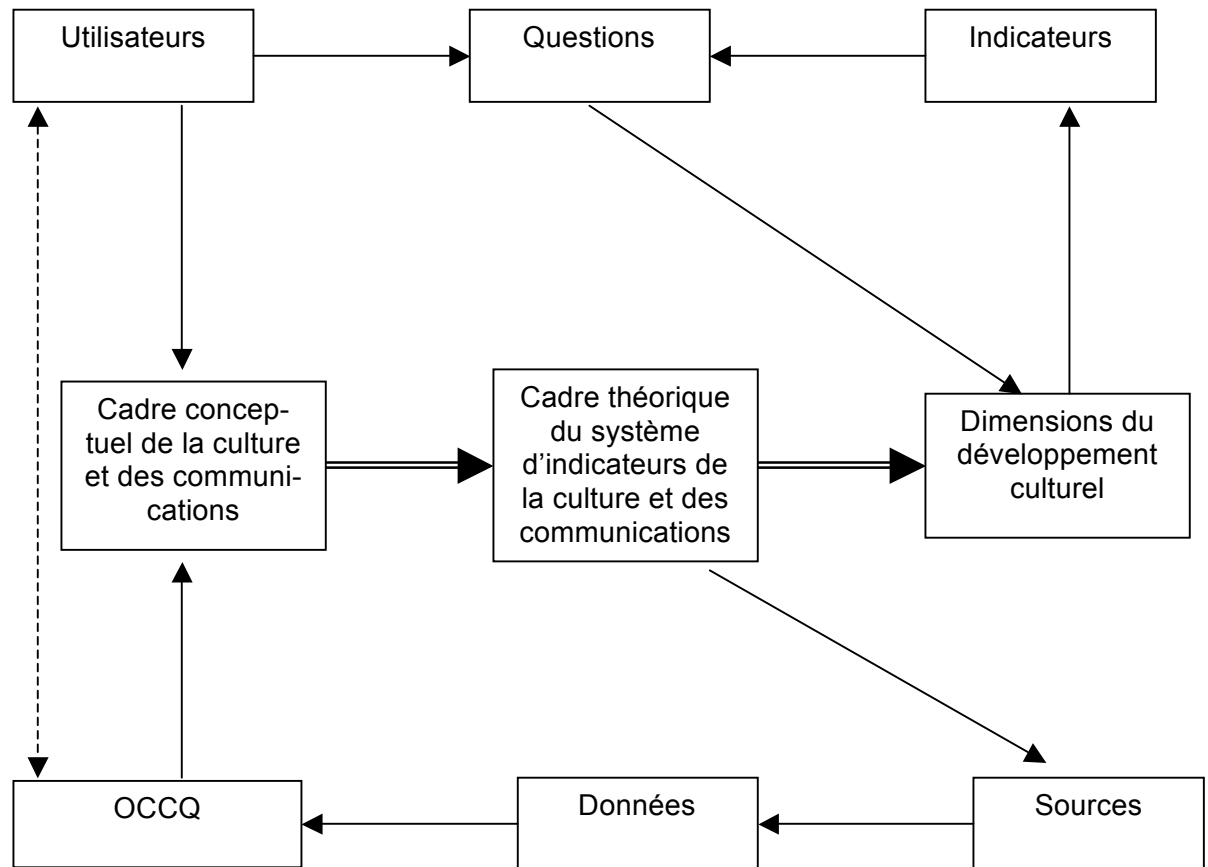 Utilisateurs
Questions
Indicateurs
Cadre concep-
tuel de la culture
et des communi-
cations
Cadre théorique
du système
d’indicateurs de
la culture et des
communications
Dimensions du
développement
culturel
OCCQ
Données
Sources